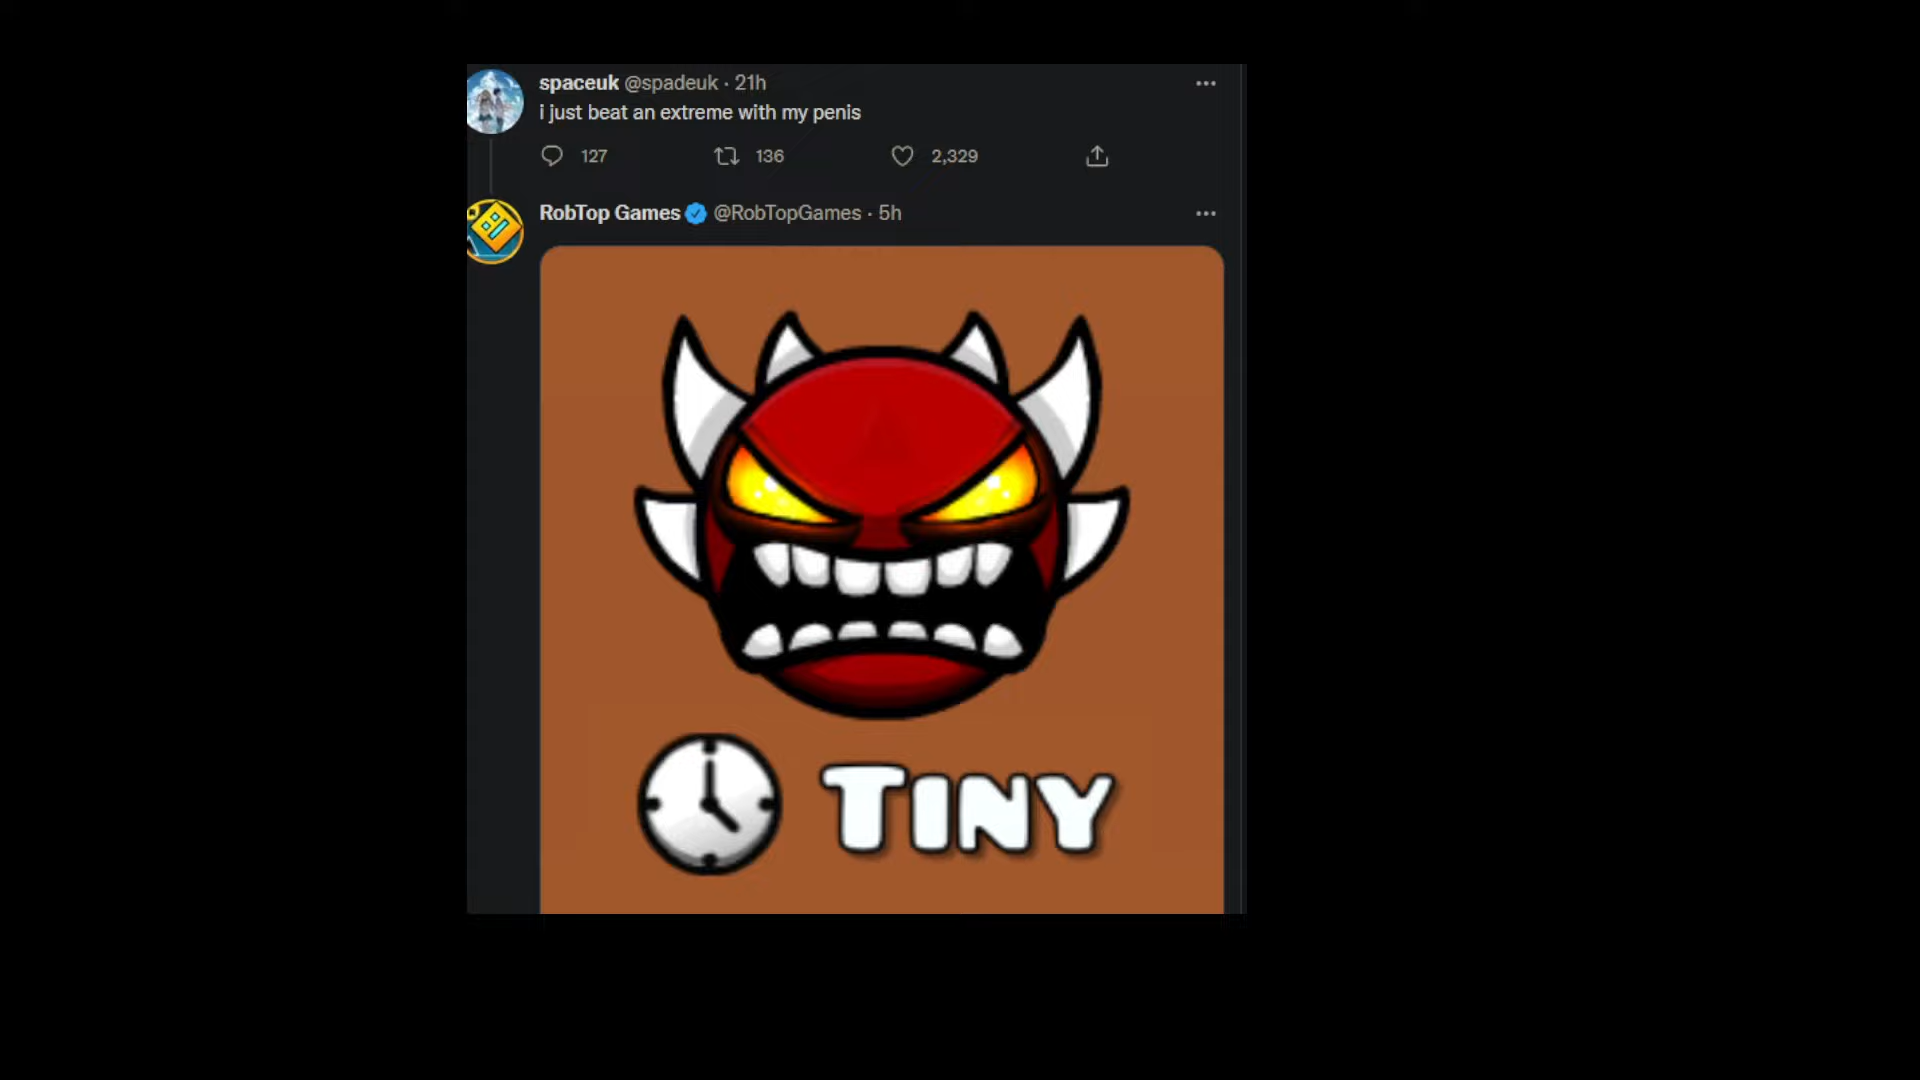 spaceuk @spadeuk · 21h
i just beat an extreme with my penis
127 136 2,329
RobTop Games @RobTopGames · 5h
TINY